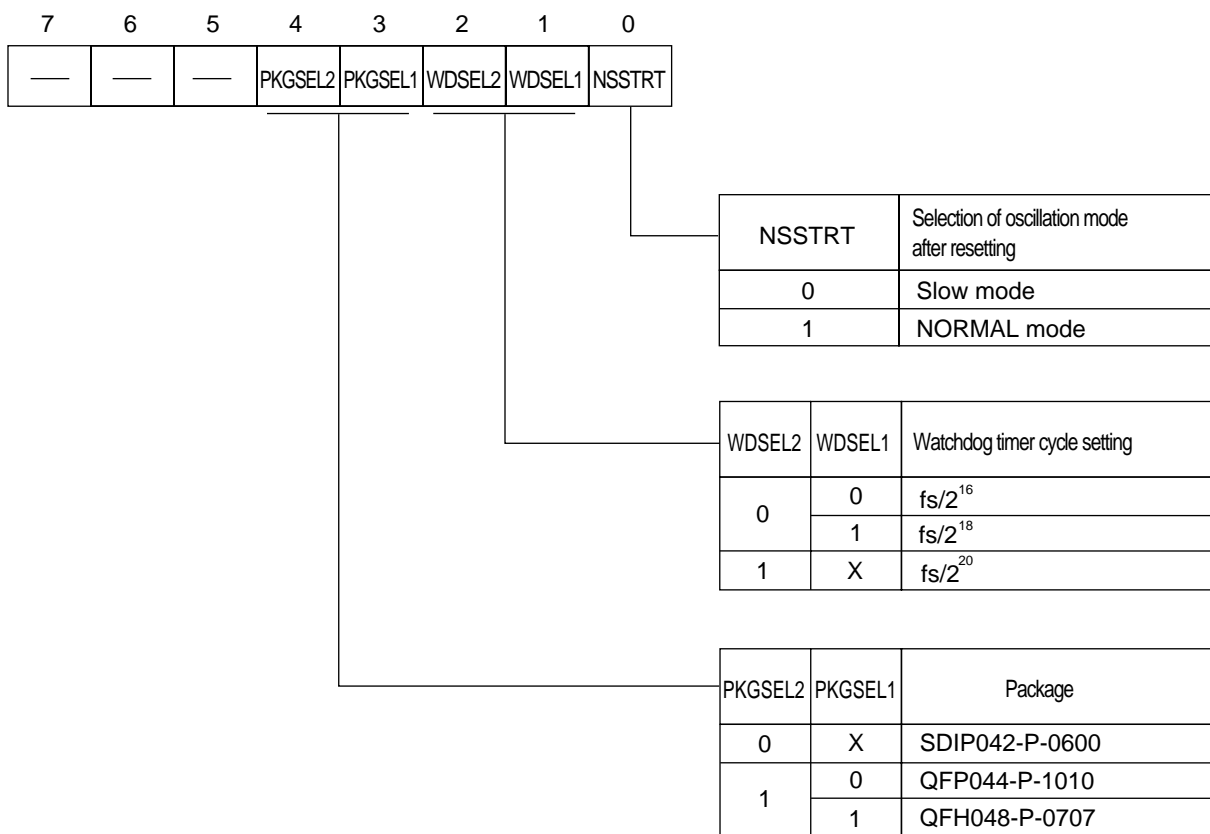 7 6 5 4 3 2 1 0
— — — PKGSEL2 PKGSEL1 WDSEL2 WDSEL1 NSSTRT
NSSTRT Selection of oscillation mode
after resetting
0 Slow mode
1 NORMAL mode
WDSEL2 WDSEL1 Watchdog timer cycle setting
0 0 fs/2^16
1 fs/2^18
1 X fs/2^20
PKGSEL2 PKGSEL1 Package
0 X SDIP042-P-0600
1 0 QFP044-P-1010
1 QFH048-P-0707